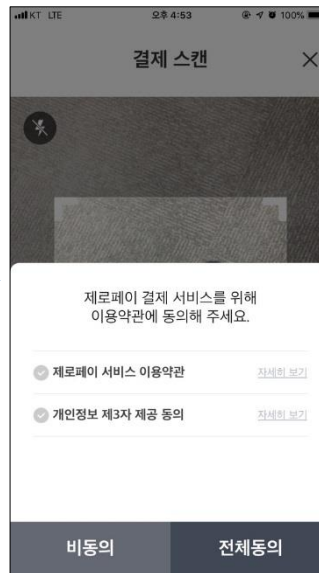 KT LTE 오후 4:53 100%
결제 스캔
제로페이 결제 서비스를 위해
이용약관에 동의해 주세요.
제로페이 서비스 이용약관 자세히 보기
개인정보 제3자 제공 동의 자세히 보기
비동의 전체동의